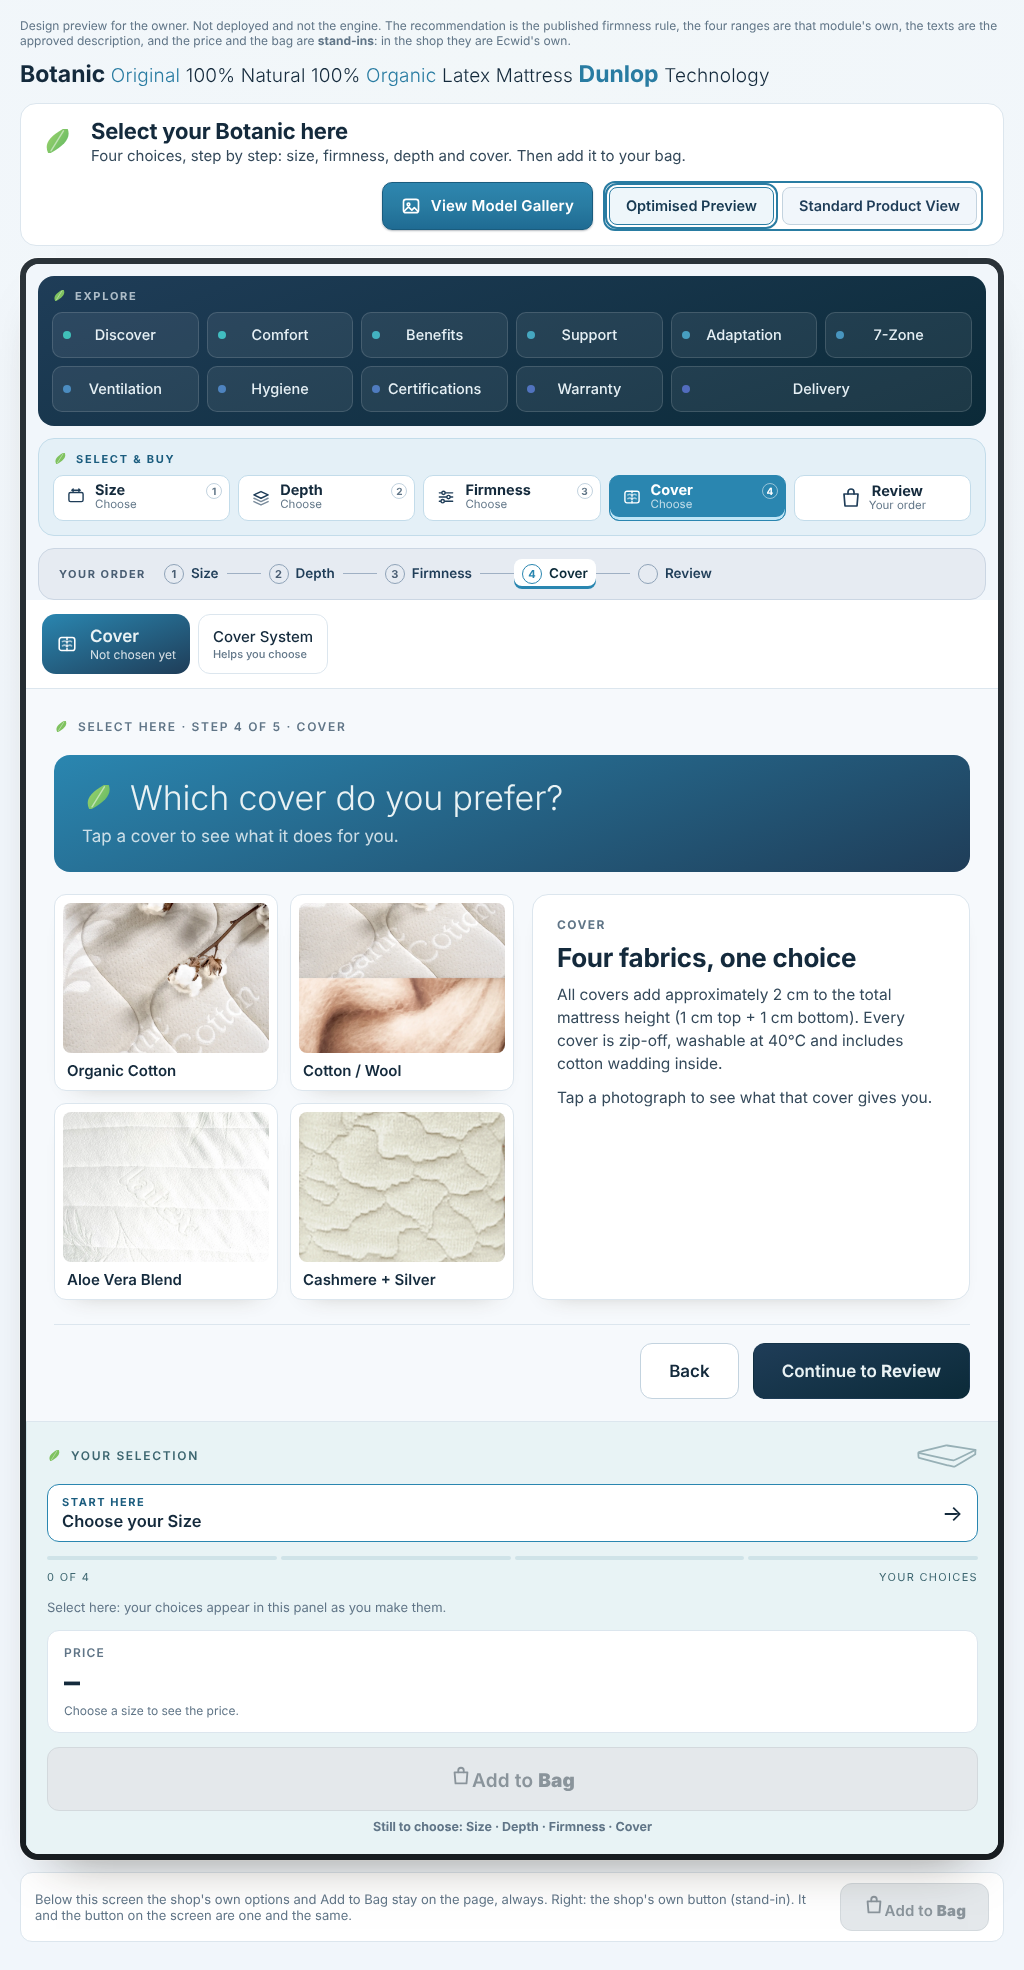 Design preview for the owner. Not deployed and not the engine. The recommendation is the published firmness rule, the four ranges are that module's own, the texts are the
approved description, and the price and the bag are stand-ins: in the shop they are Ecwid's own.
Botanic Original 100% Natural 100% Organic Latex Mattress Dunlop Technology
Select your Botanic here
Four choices, step by step: size, firmness, depth and cover. Then add it to your bag.
View Model Gallery
Optimised Preview
Standard Product View
EXPLORE
Discover
Comfort
Benefits
Support
Adaptation
7-Zone
Ventilation
Hygiene
Certifications
Warranty
Delivery
SELECT & BUY
Size
Choose
1
Depth
Choose
2
Firmness
Choose
3
Cover
Choose
4
Review
Your order
YOUR ORDER
1 Size
2 Depth
3 Firmness
4 Cover
Review
Cover
Not chosen yet
Cover System
Helps you choose
SELECT HERE · STEP 4 OF 5 · COVER
Which cover do you prefer?
Tap a cover to see what it does for you.
Organic Cotton
Cotton / Wool
Aloe Vera Blend
Cashmere + Silver
COVER
Four fabrics, one choice
All covers add approximately 2 cm to the total
mattress height (1 cm top + 1 cm bottom). Every
cover is zip-off, washable at 40°C and includes
cotton wadding inside.
Tap a photograph to see what that cover gives you.
Back
Continue to Review
YOUR SELECTION
START HERE
Choose your Size
0 OF 4
YOUR CHOICES
Select here: your choices appear in this panel as you make them.
PRICE
–
Choose a size to see the price.
Add to Bag
Still to choose: Size · Depth · Firmness · Cover
Below this screen the shop's own options and Add to Bag stay on the page, always. Right: the shop's own button (stand-in). It
and the button on the screen are one and the same.
Add to Bag